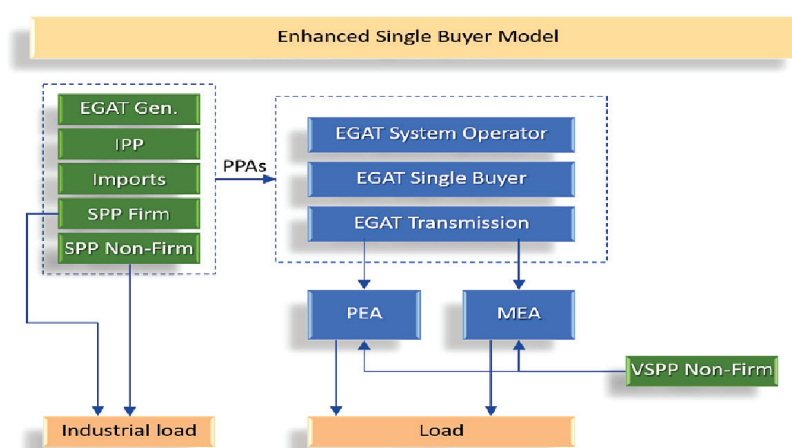 Enhanced Single Buyer Model
EGAT Gen.
IPP
Imports
SPP Firm
SPP Non-Firm
PPAs
EGAT System Operator
EGAT Single Buyer
EGAT Transmission
PEA
MEA
VSPP Non-Firm
Industrial load
Load